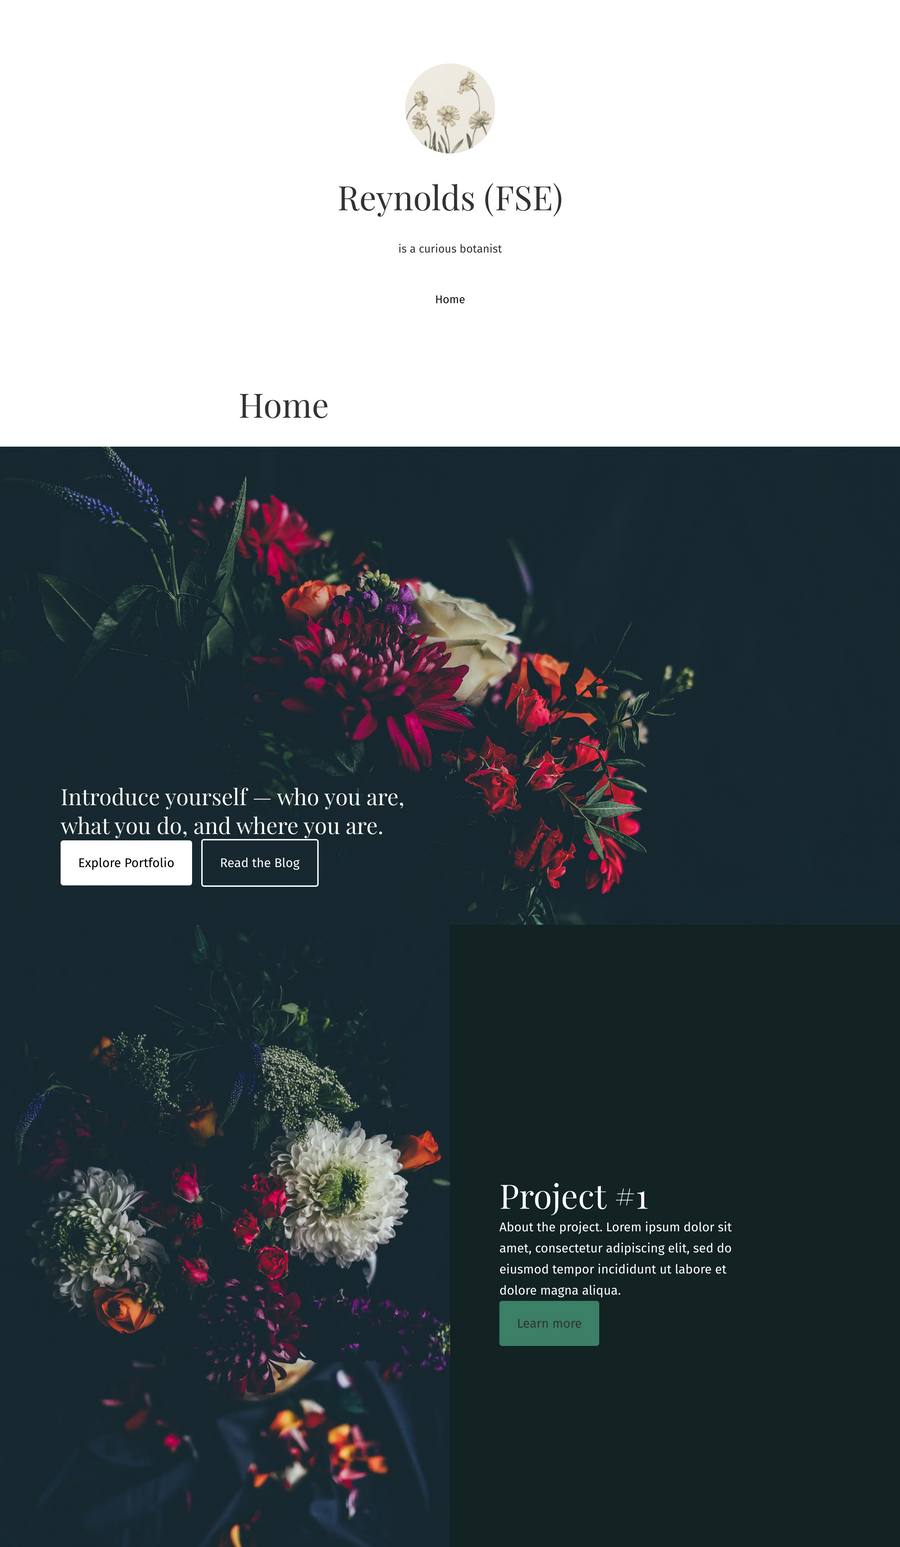 Reynolds (FSE)
is a curious botanist
Home
Home
Introduce yourself — who you are,
what you do, and where you are.
Explore Portfolio
Read the Blog
Project #1
About the project. Lorem ipsum dolor sit
amet, consectetur adipiscing elit, sed do
eiusmod tempor incididunt ut labore et
dolore magna aliqua.
Learn more